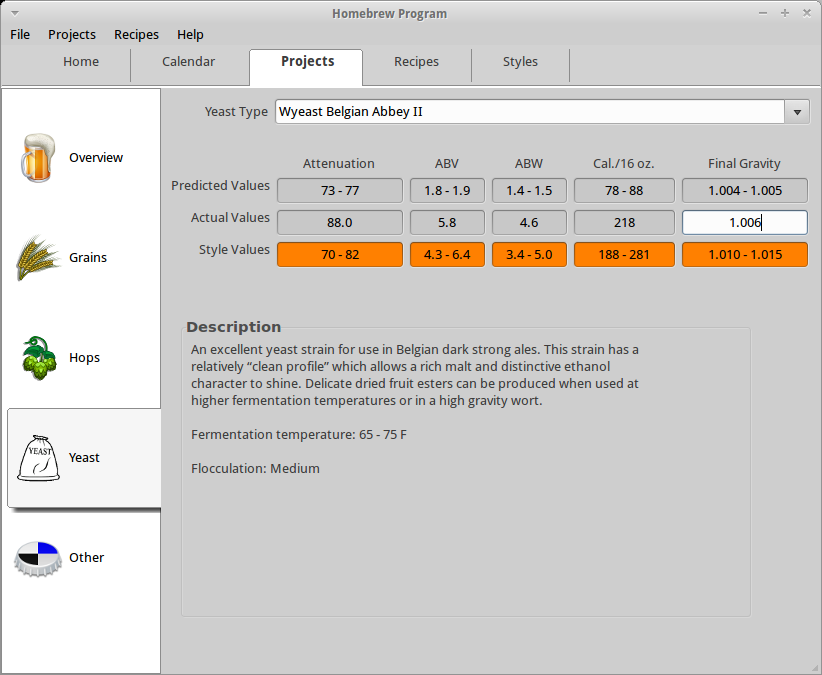 Homebrew Program
File Projects Recipes Help
Home Calendar Projects Recipes Styles
Yeast Type Wyeast Belgian Abbey II
Overview
Grains
Hops
YEAST
Yeast
Other
Attenuation ABV ABW Cal./16 oz. Final Gravity
Predicted Values 73 - 77 1.8 - 1.9 1.4 - 1.5 78 - 88 1.004 - 1.005
Actual Values 88.0 5.8 4.6 218 1.006
Style Values 70 - 82 4.3 - 6.4 3.4 - 5.0 188 - 281 1.010 - 1.015
Description
An excellent yeast strain for use in Belgian dark strong ales. This strain has a
relatively “clean profile” which allows a rich malt and distinctive ethanol
character to shine. Delicate dried fruit esters can be produced when used at
higher fermentation temperatures or in a high gravity wort.
Fermentation temperature: 65 - 75 F
Flocculation: Medium